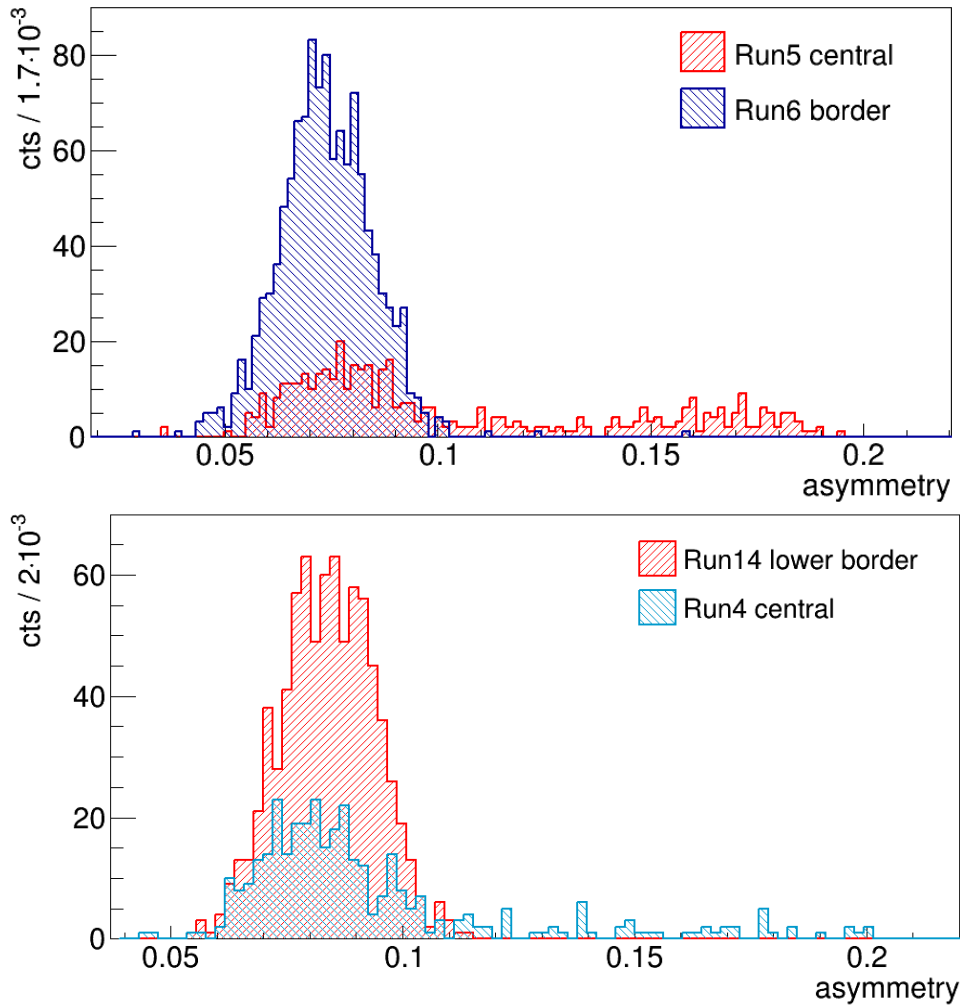 cts / 1.7·10⁻³
80
60
40
20
0
0.05 0.1 0.15 0.2
asymmetry
Run5 central
Run6 border
cts / 2·10⁻³
60
40
20
0
0.05 0.1 0.15 0.2
asymmetry
Run14 lower border
Run4 central